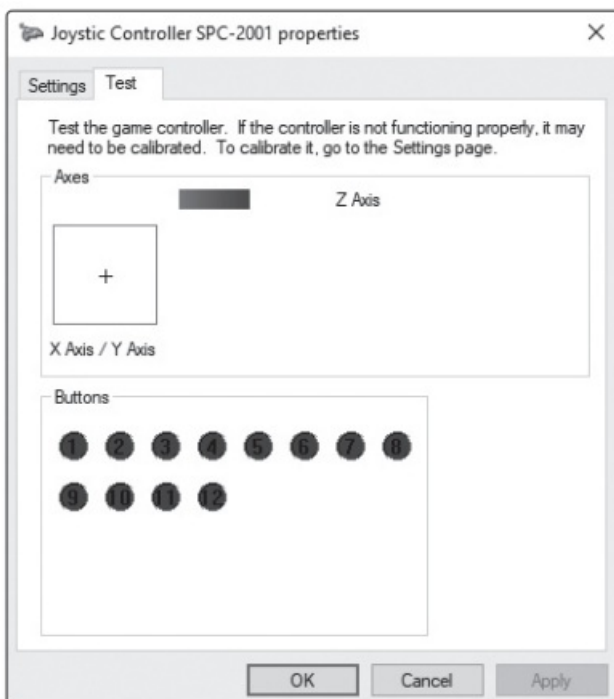 Joystic Controller SPC-2001 properties
Settings
Test
Test the game controller.  If the controller is not functioning properly, it may
need to be calibrated.  To calibrate it, go to the Settings page.
Axes
Z Axis
X Axis / Y Axis
Buttons
1 2 3 4 5 6 7 8
9 10 11 12
OK Cancel Apply